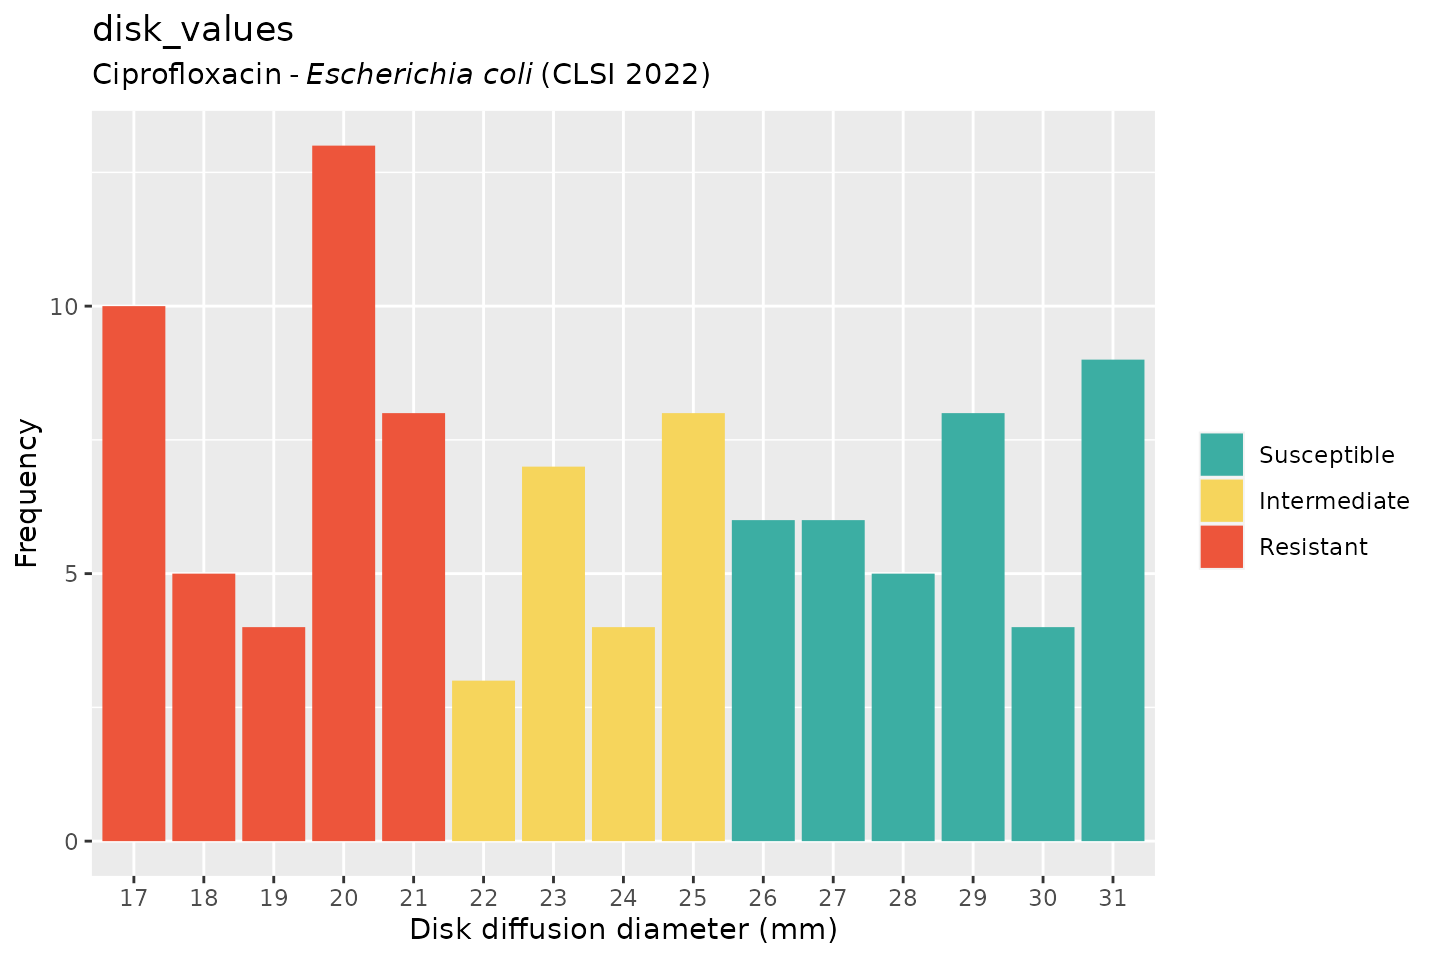 disk_values
Ciprofloxacin - Escherichia coli (CLSI 2022)
Frequency
10
5
0
17 18 19 20 21 22 23 24 25 26 27 28 29 30 31
Disk diffusion diameter (mm)
Susceptible
Intermediate
Resistant